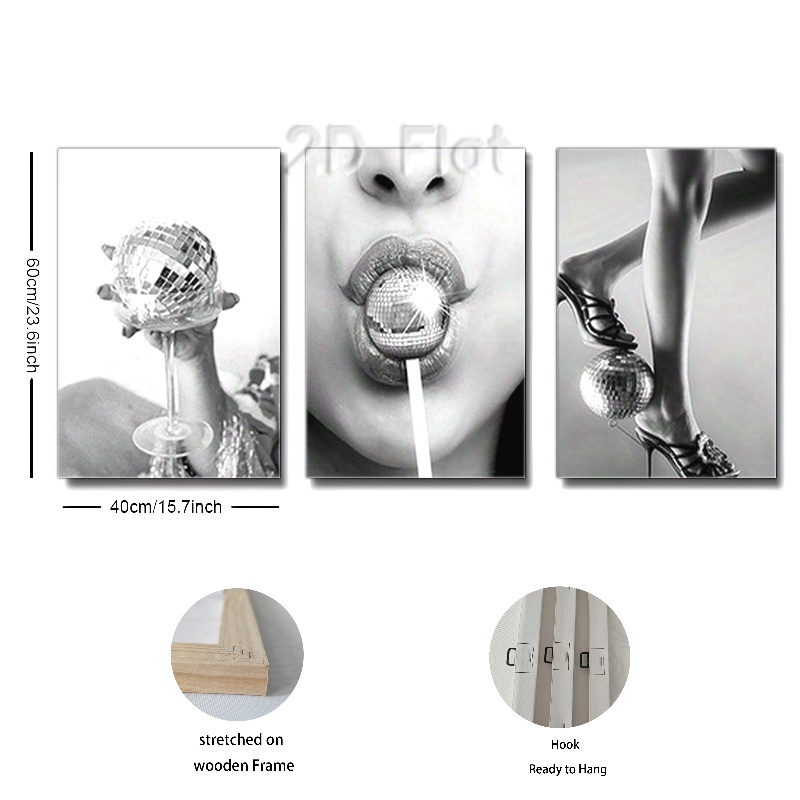 2D Flat
60cm/23.6inch
40cm/15.7inch
stretched on
wooden Frame
Hook
Ready to Hang